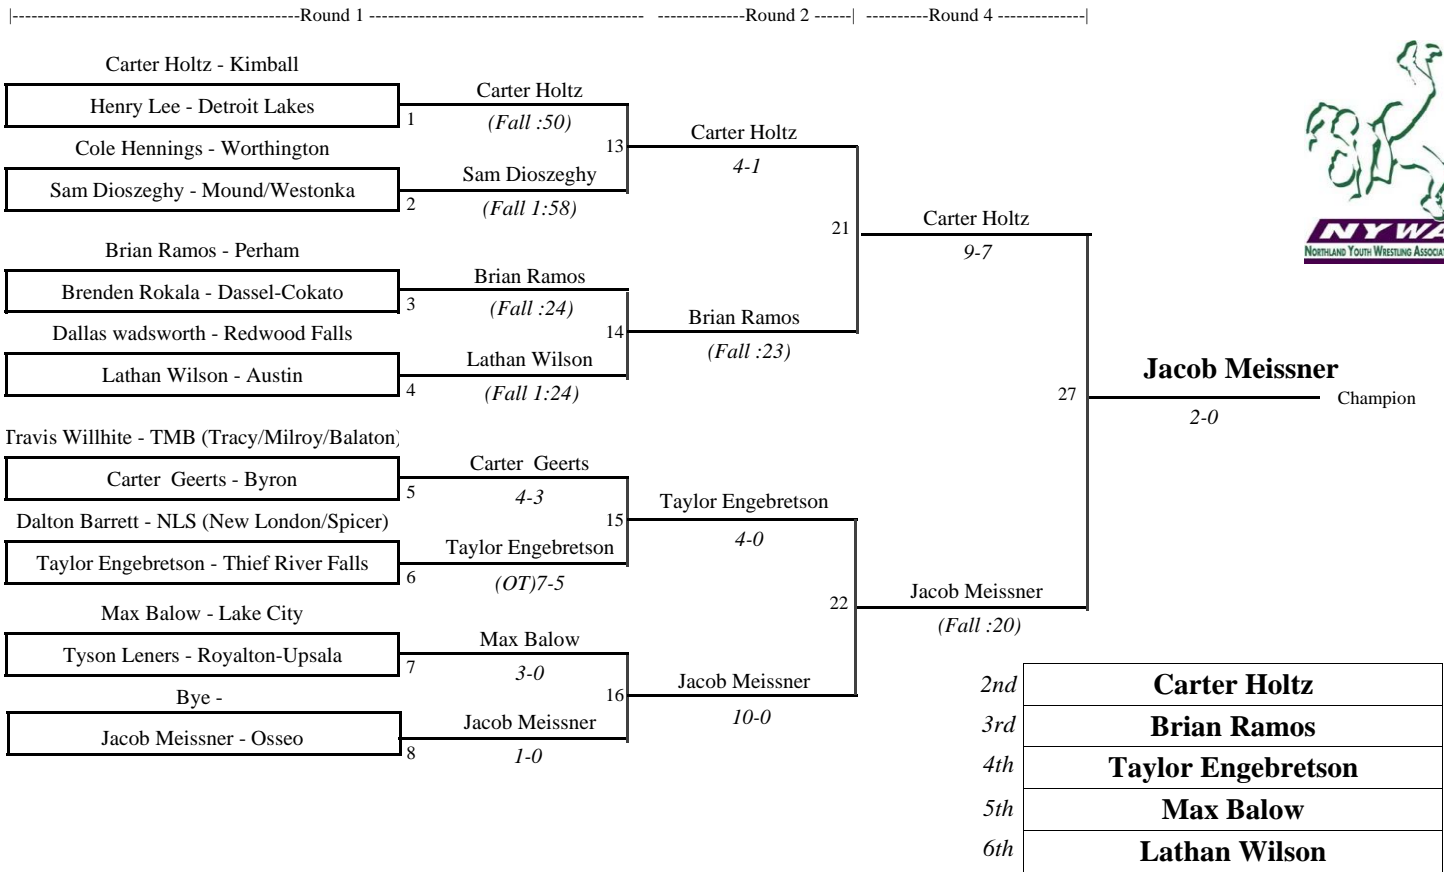 |--------------------------------------------Round 1 ------------------------------------------ --------------Round 2 ------| ----------Round 4 --------------|
Carter Holtz - Kimball
Henry Lee - Detroit Lakes
1
Carter Holtz
(Fall :50)
Cole Hennings - Worthington
Sam Dioszeghy - Mound/Westonka
2
Sam Dioszeghy
(Fall 1:58)
13
Carter Holtz
4-1
Brian Ramos - Perham
Brenden Rokala - Dassel-Cokato
3
Brian Ramos
(Fall :24)
Dallas wadsworth - Redwood Falls
Lathan Wilson - Austin
4
Lathan Wilson
(Fall 1:24)
14
Brian Ramos
(Fall :23)
21
Carter Holtz
9-7
Travis Willhite - TMB (Tracy/Milroy/Balaton)
Carter Geerts - Byron
5
Carter Geerts
4-3
Dalton Barrett - NLS (New London/Spicer)
Taylor Engebretson - Thief River Falls
6
Taylor Engebretson
(OT)7-5
15
Taylor Engebretson
4-0
Max Balow - Lake City
Tyson Leners - Royalton-Upsala
7
Max Balow
3-0
Bye -
Jacob Meissner - Osseo
8
Jacob Meissner
1-0
16
Jacob Meissner
10-0
22
Jacob Meissner
(Fall :20)
27
Jacob Meissner
Champion
2-0
NYWA
NORTHLAND YOUTH WRESTLING
2nd Carter Holtz
3rd Brian Ramos
4th Taylor Engebretson
5th Max Balow
6th Lathan Wilson